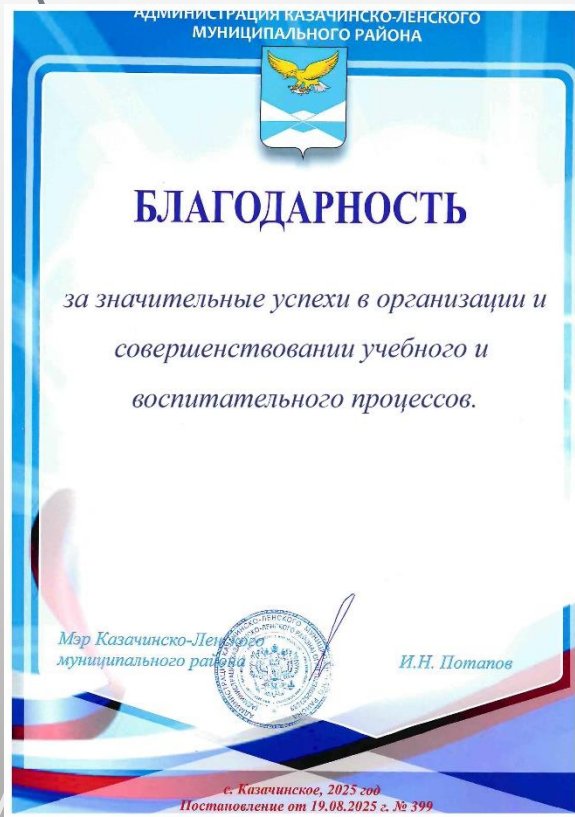 АДМИНИСТРАЦИЯ КАЗАЧИНСКО-ЛЕНСКОГО
МУНИЦИПАЛЬНОГО РАЙОНА
БЛАГОДАРНОСТЬ
за значительные успехи в организации и
совершенствовании учебного и
воспитательного процессов.
Мэр Казачинско-Ленского
муниципального района
И.Н. Потапов
с. Казачинское, 2025 год
Постановление от 19.08.2025 г. № 399